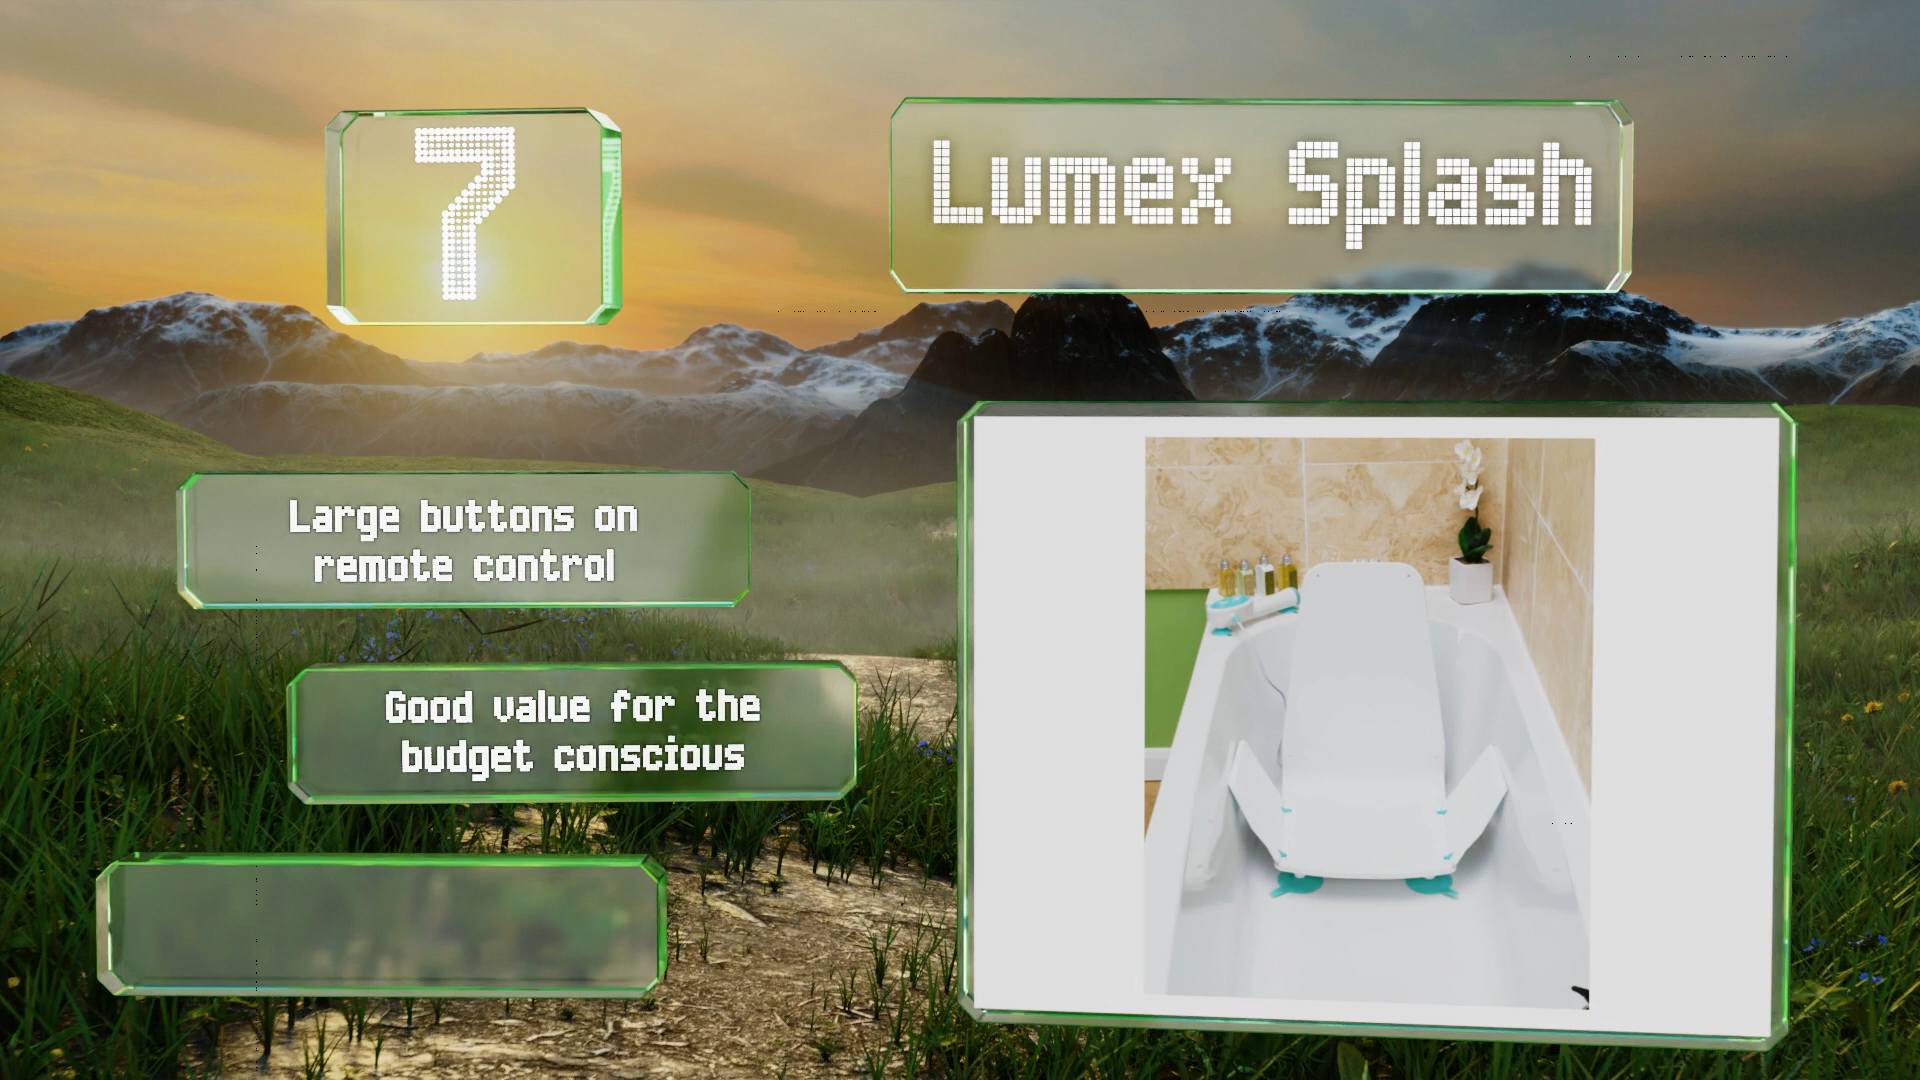 7
Lumex Splash
Large buttons on
remote control
Good value for the
budget conscious